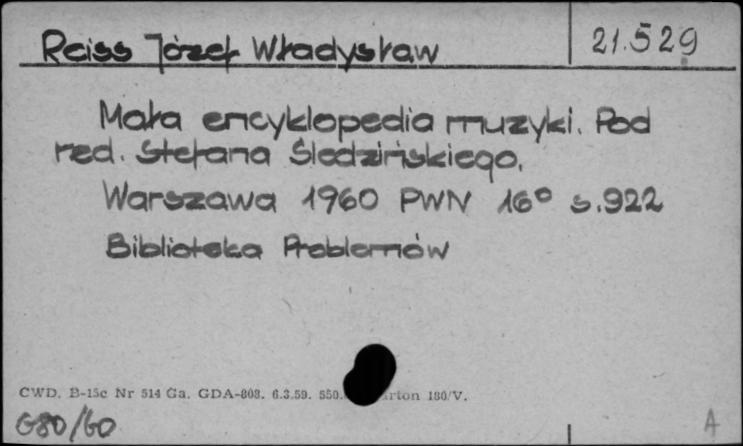 Reiss Józef Władysław
21.529
Mała encyklopedia muzyki. Pod
red. Stefana Śledzińskiego.
Warszawa 1960 PWN 16° s.922
Biblioteka Problemów
CWD. B-15c Nr 514 Ga. GDA-808. 6.3.59. 550. rton 180/V.
G80/60
A